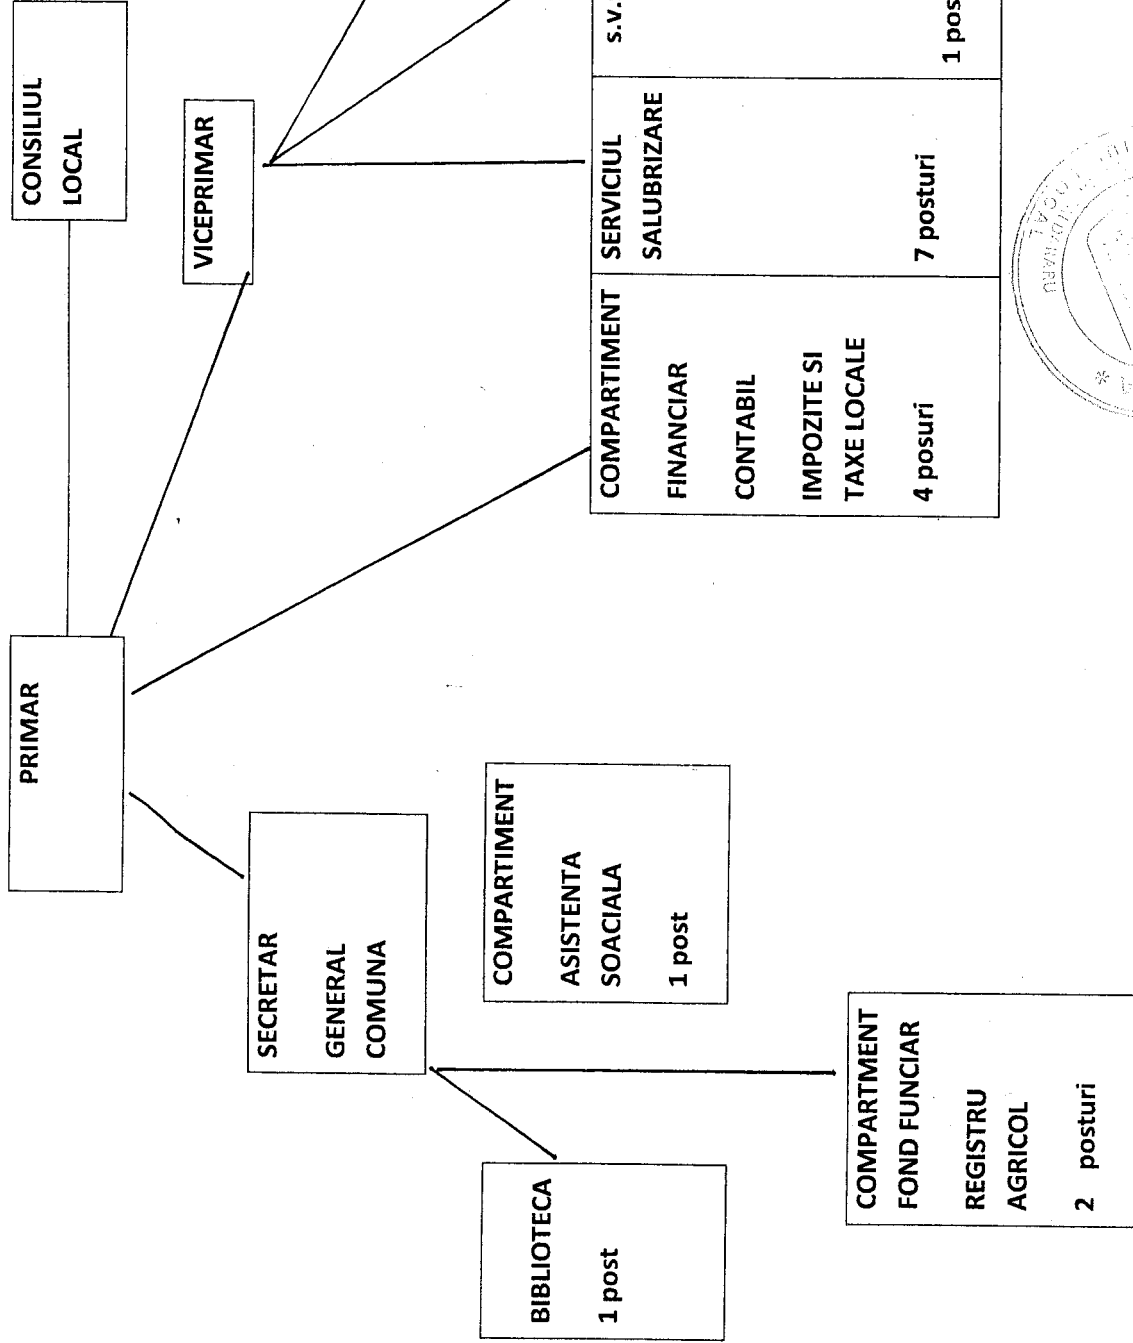 PRIMAR
CONSILIUL
LOCAL
VICEPRIMAR
SECRETAR
GENERAL
COMUNA
BIBLIOTECA
1 post
COMPARTIMENT
ASISTENTA
SOACIALA
1 post
COMPARTMENT
FOND FUNCIAR
REGISTRU
AGRICOL
2 posturi
COMPARTIMENT
FINANCIAR
CONTABIL
IMPOZITE SI
TAXE LOCALE
4 posuri
SERVICIUL
SALUBRIZARE
7 posturi
s.v.
1 pos
LOCAL